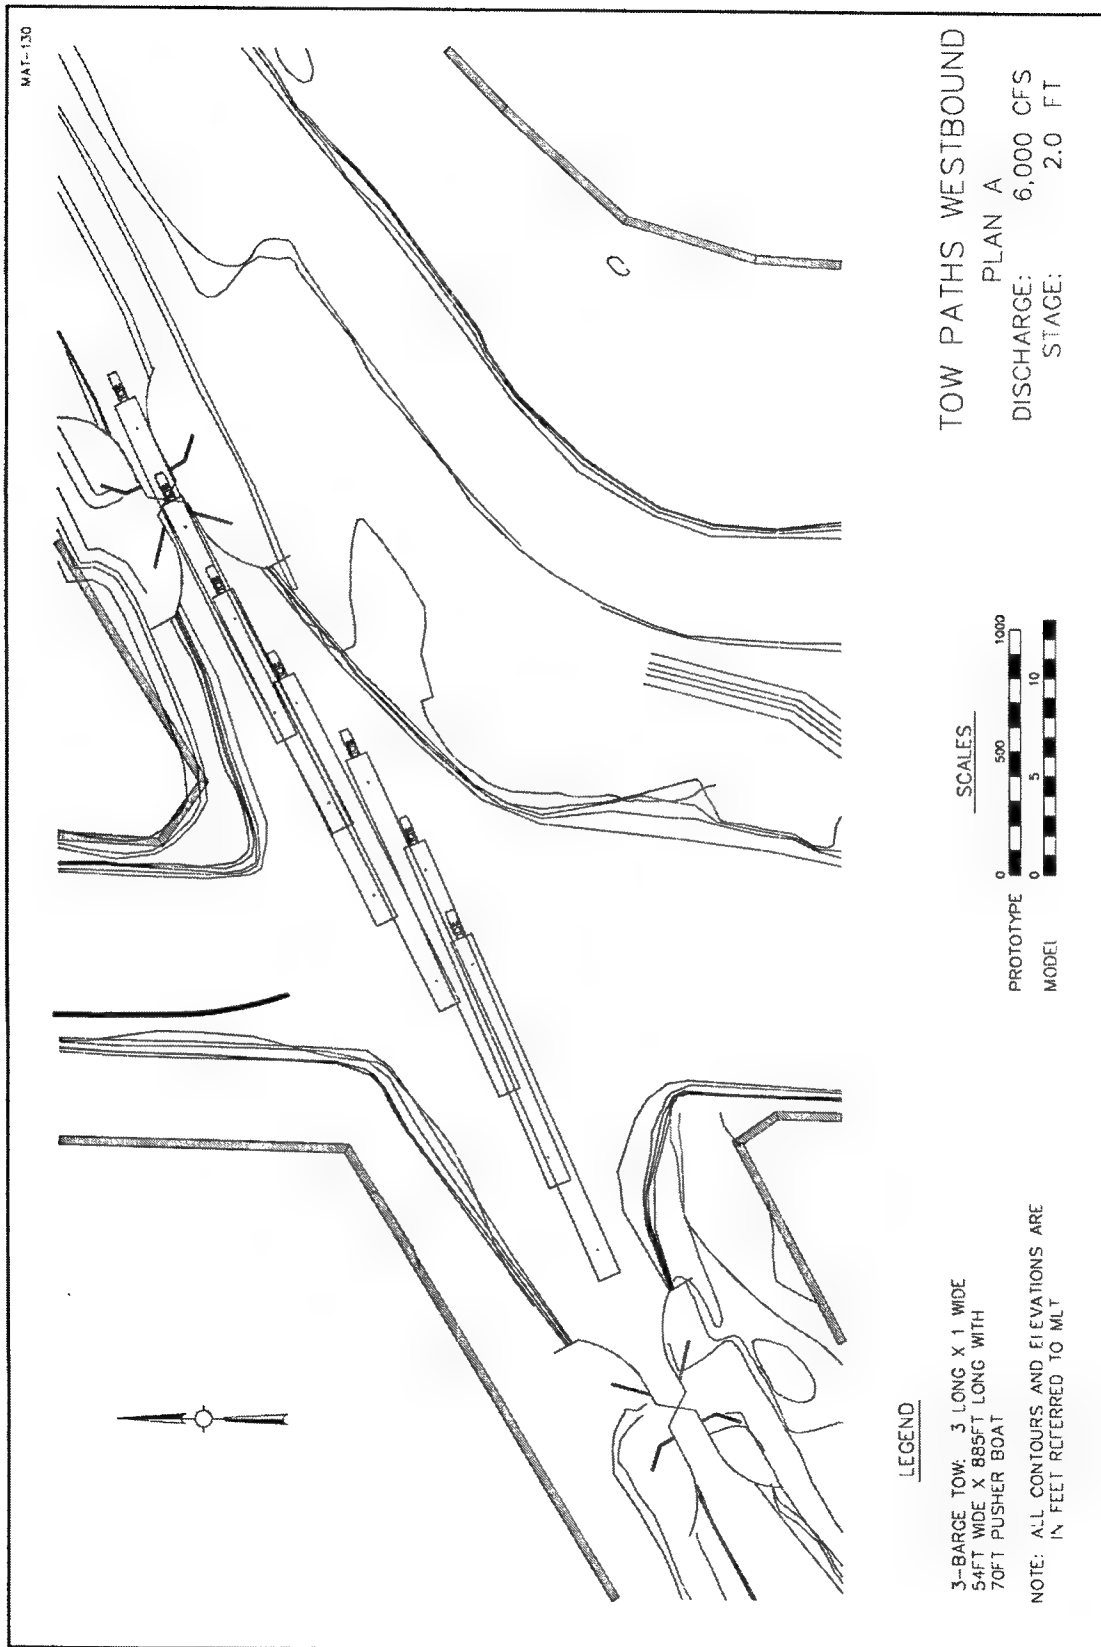 MAT-130
TOW PATHS WESTBOUND
PLAN A
DISCHARGE: 6,000 CFS
STAGE: 2.0 FT
SCALES
PROTOTYPE 0 500 1000
MODEL 0 5 10
LEGEND
3-BARGE TOW: 3 LONG X 1 WIDE
54FT WIDE X 885FT LONG WITH
70FT PUSHER BOAT
NOTE: ALL CONTOURS AND ELEVATIONS ARE
IN FEET REFERRED TO MLT